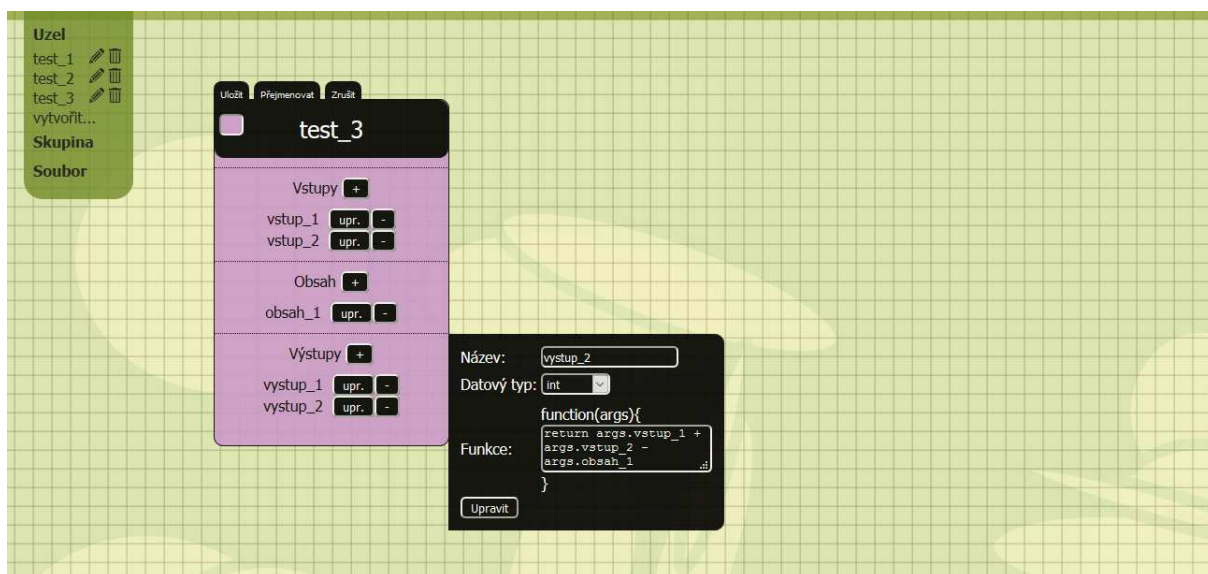 Uzel
test_1
test_2
test_3
vytvořit...
Skupina
Soubor
Uložit Přejmenovat Zrušit
test_3
Vstupy +
vstup_1 upr. -
vstup_2 upr. -
Obsah +
obsah_1 upr. -
Výstupy +
vystup_1 upr. -
vystup_2 upr. -
Název: vystup_2
Datový typ: int
function(args){
Funkce:
return args.vstup_1 +
args.vstup_2 -
args.obsah_1
}
Upravit